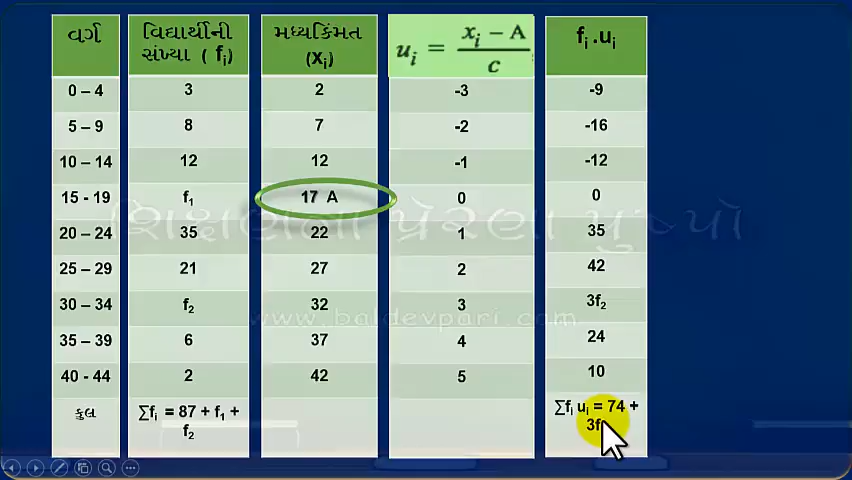 વર્ગ વિદ્યાર્થીની સંખ્યા ( fi) મધ્યકિંમત (Xi) ui = xi – A / c fi .ui
0 – 4 3 2 -3 -9
5 – 9 8 7 -2 -16
10 – 14 12 12 -1 -12
15 - 19 f1 17 A 0 0
20 – 24 35 22 1 35
25 – 29 21 27 2 42
30 – 34 f2 32 3 3f2
35 – 39 6 37 4 24
40 - 44 2 42 5 10
કુલ ∑fi = 87 + f1 + f2 ∑fi ui = 74 + 3f
શિક્ષણના પ્રેરણા પુષ્પો
www.baldevpari.com